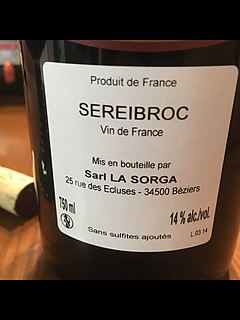 Produit de France
SEREIBROC
Vin de France
Mis en bouteille par
Sarl LA SORGA
25 rue des Ecluses - 34500 Béziers
750 ml
14 % alc./vol.
Sans sulfites ajoutés
L.03.14